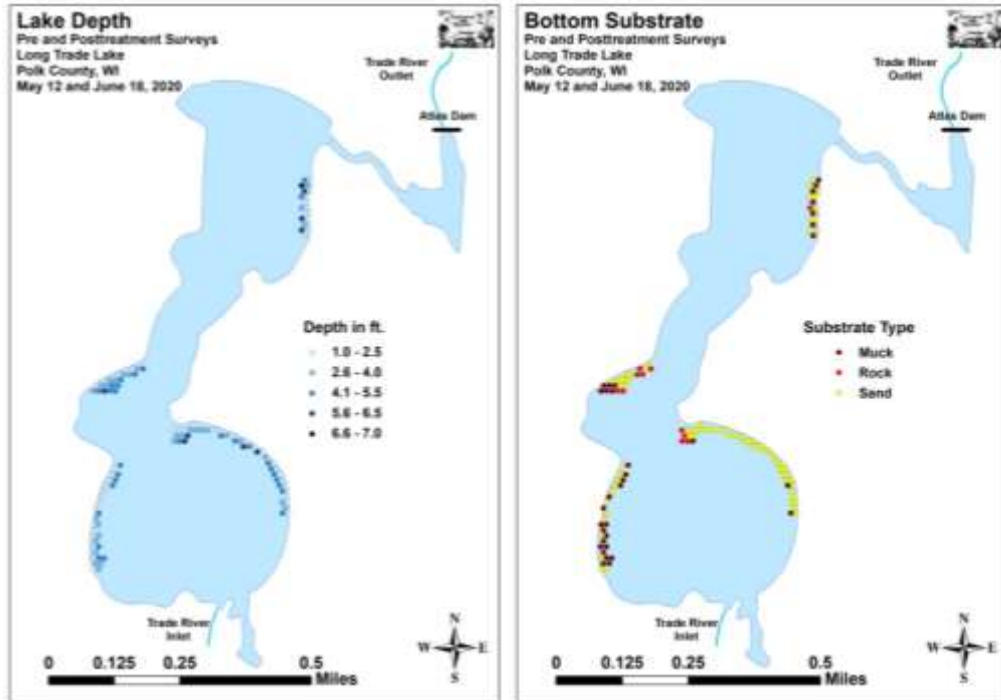 Lake Depth
Pre and Posttreatment Surveys
Long Trade Lake
Polk County, WI
May 12 and June 18, 2020
Trade River
Outlet
Atlas Dam
Depth in ft.
1.0 - 2.5
2.6 - 4.0
4.1 - 5.5
5.6 - 6.5
6.6 - 7.0
Trade River
Inlet
N
W E
S
0 0.125 0.25 0.5
Miles
Bottom Substrate
Pre and Posttreatment Surveys
Long Trade Lake
Polk County, WI
May 12 and June 18, 2020
Trade River
Outlet
Atlas Dam
Substrate Type
Muck
Rock
Sand
Trade River
Inlet
N
W E
S
0 0.125 0.25 0.5
Miles